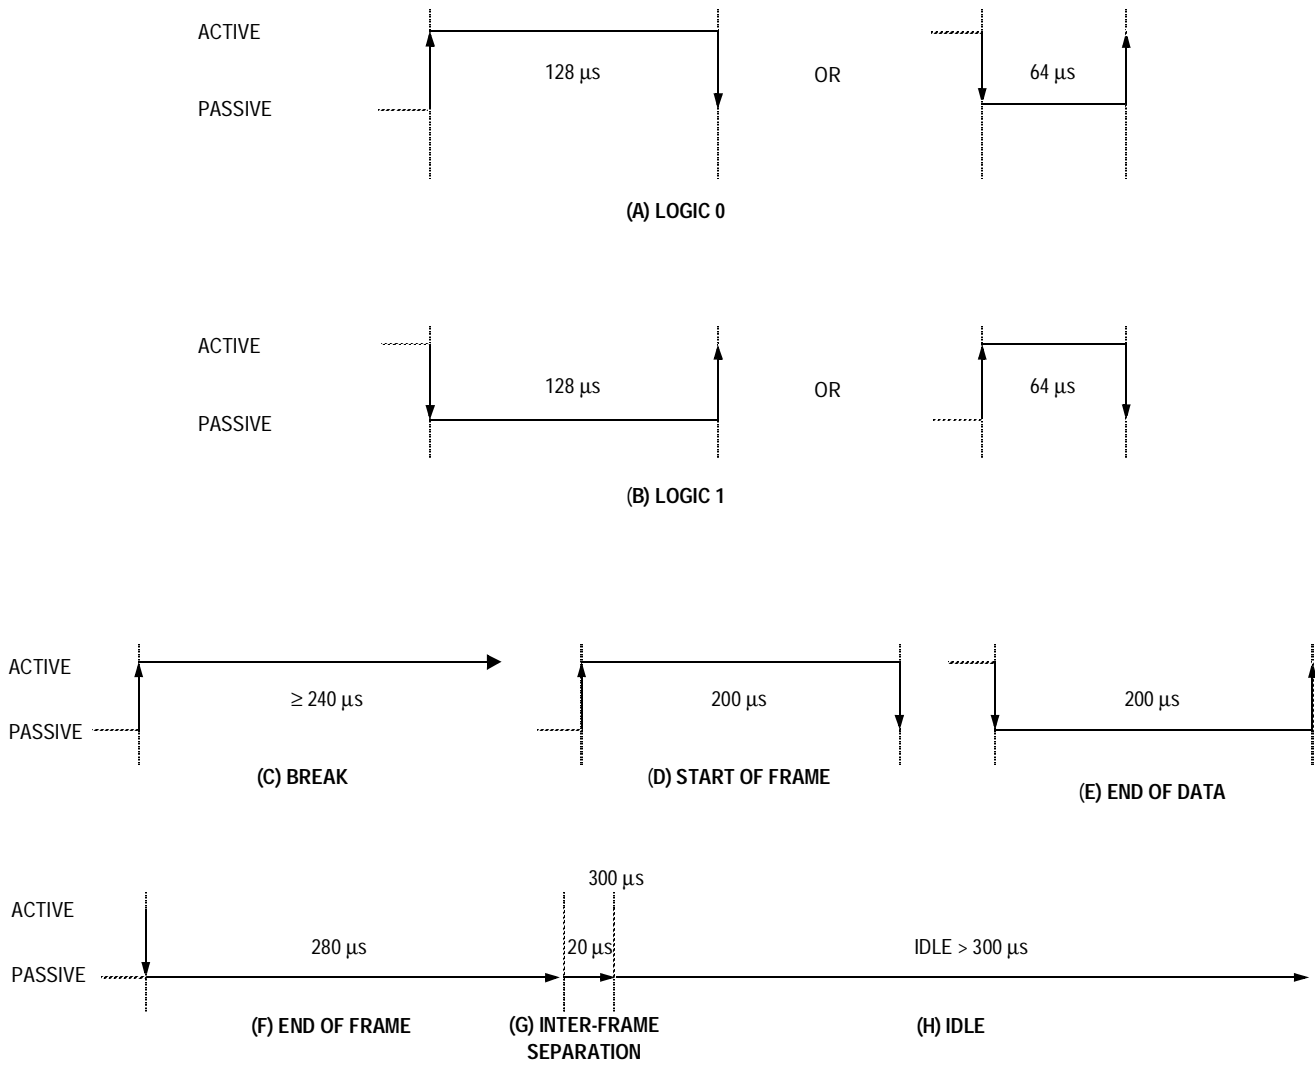 ACTIVE
128 µs
OR
64 µs
PASSIVE
(A) LOGIC 0
ACTIVE
128 µs
OR
64 µs
PASSIVE
(B) LOGIC 1
ACTIVE
≥ 240 µs
200 µs
200 µs
PASSIVE
(C) BREAK
(D) START OF FRAME
(E) END OF DATA
300 µs
ACTIVE
280 µs
20 µs
IDLE > 300 µs
PASSIVE
(F) END OF FRAME
(G) INTER-FRAME
SEPARATION
(H) IDLE